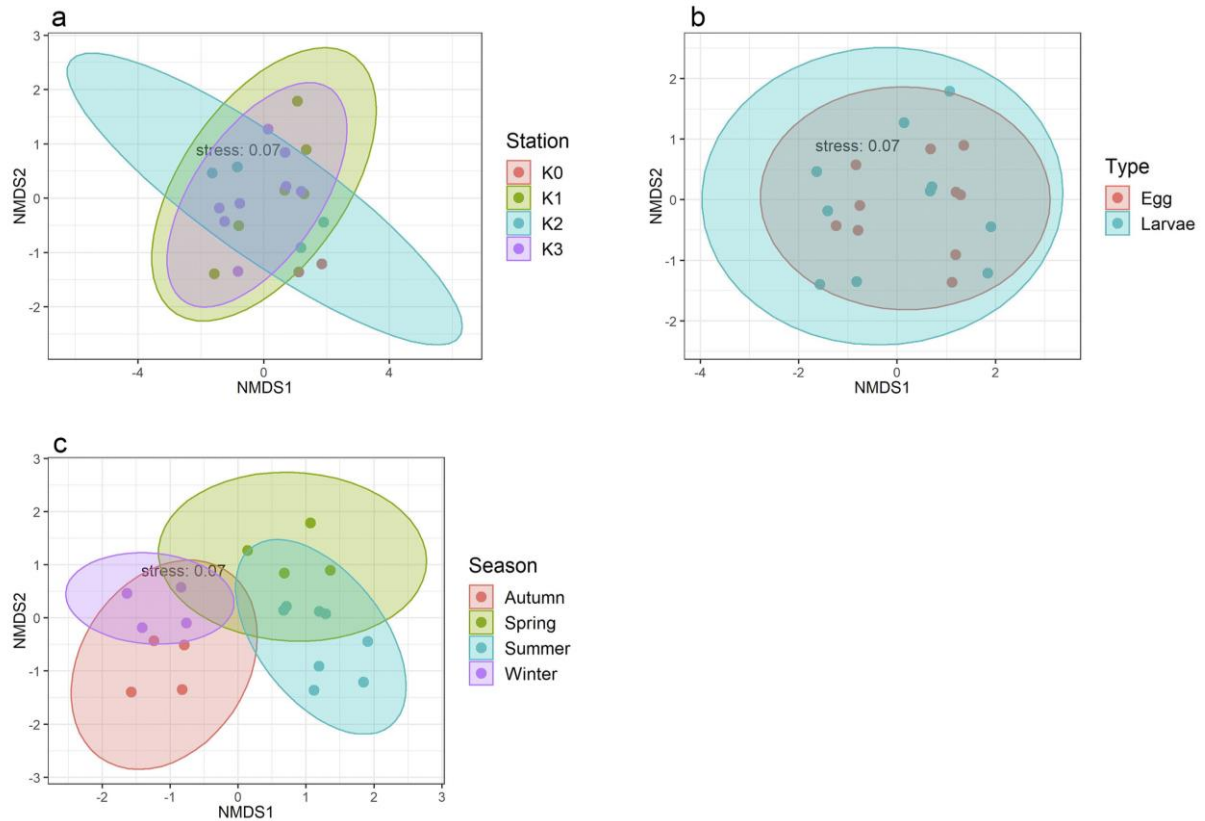 a
3
2
1
0
-1
-2
NMDS2
stress: 0.07
-4
0
4
NMDS1
Station
K0
K1
K2
K3
b
2
1
0
-1
-2
NMDS2
stress: 0.07
-4
-2
0
2
NMDS1
Type
Egg
Larvae
c
3
2
1
0
-1
-2
-3
NMDS2
stress: 0.07
-2
-1
0
1
2
3
NMDS1
Season
Autumn
Spring
Summer
Winter